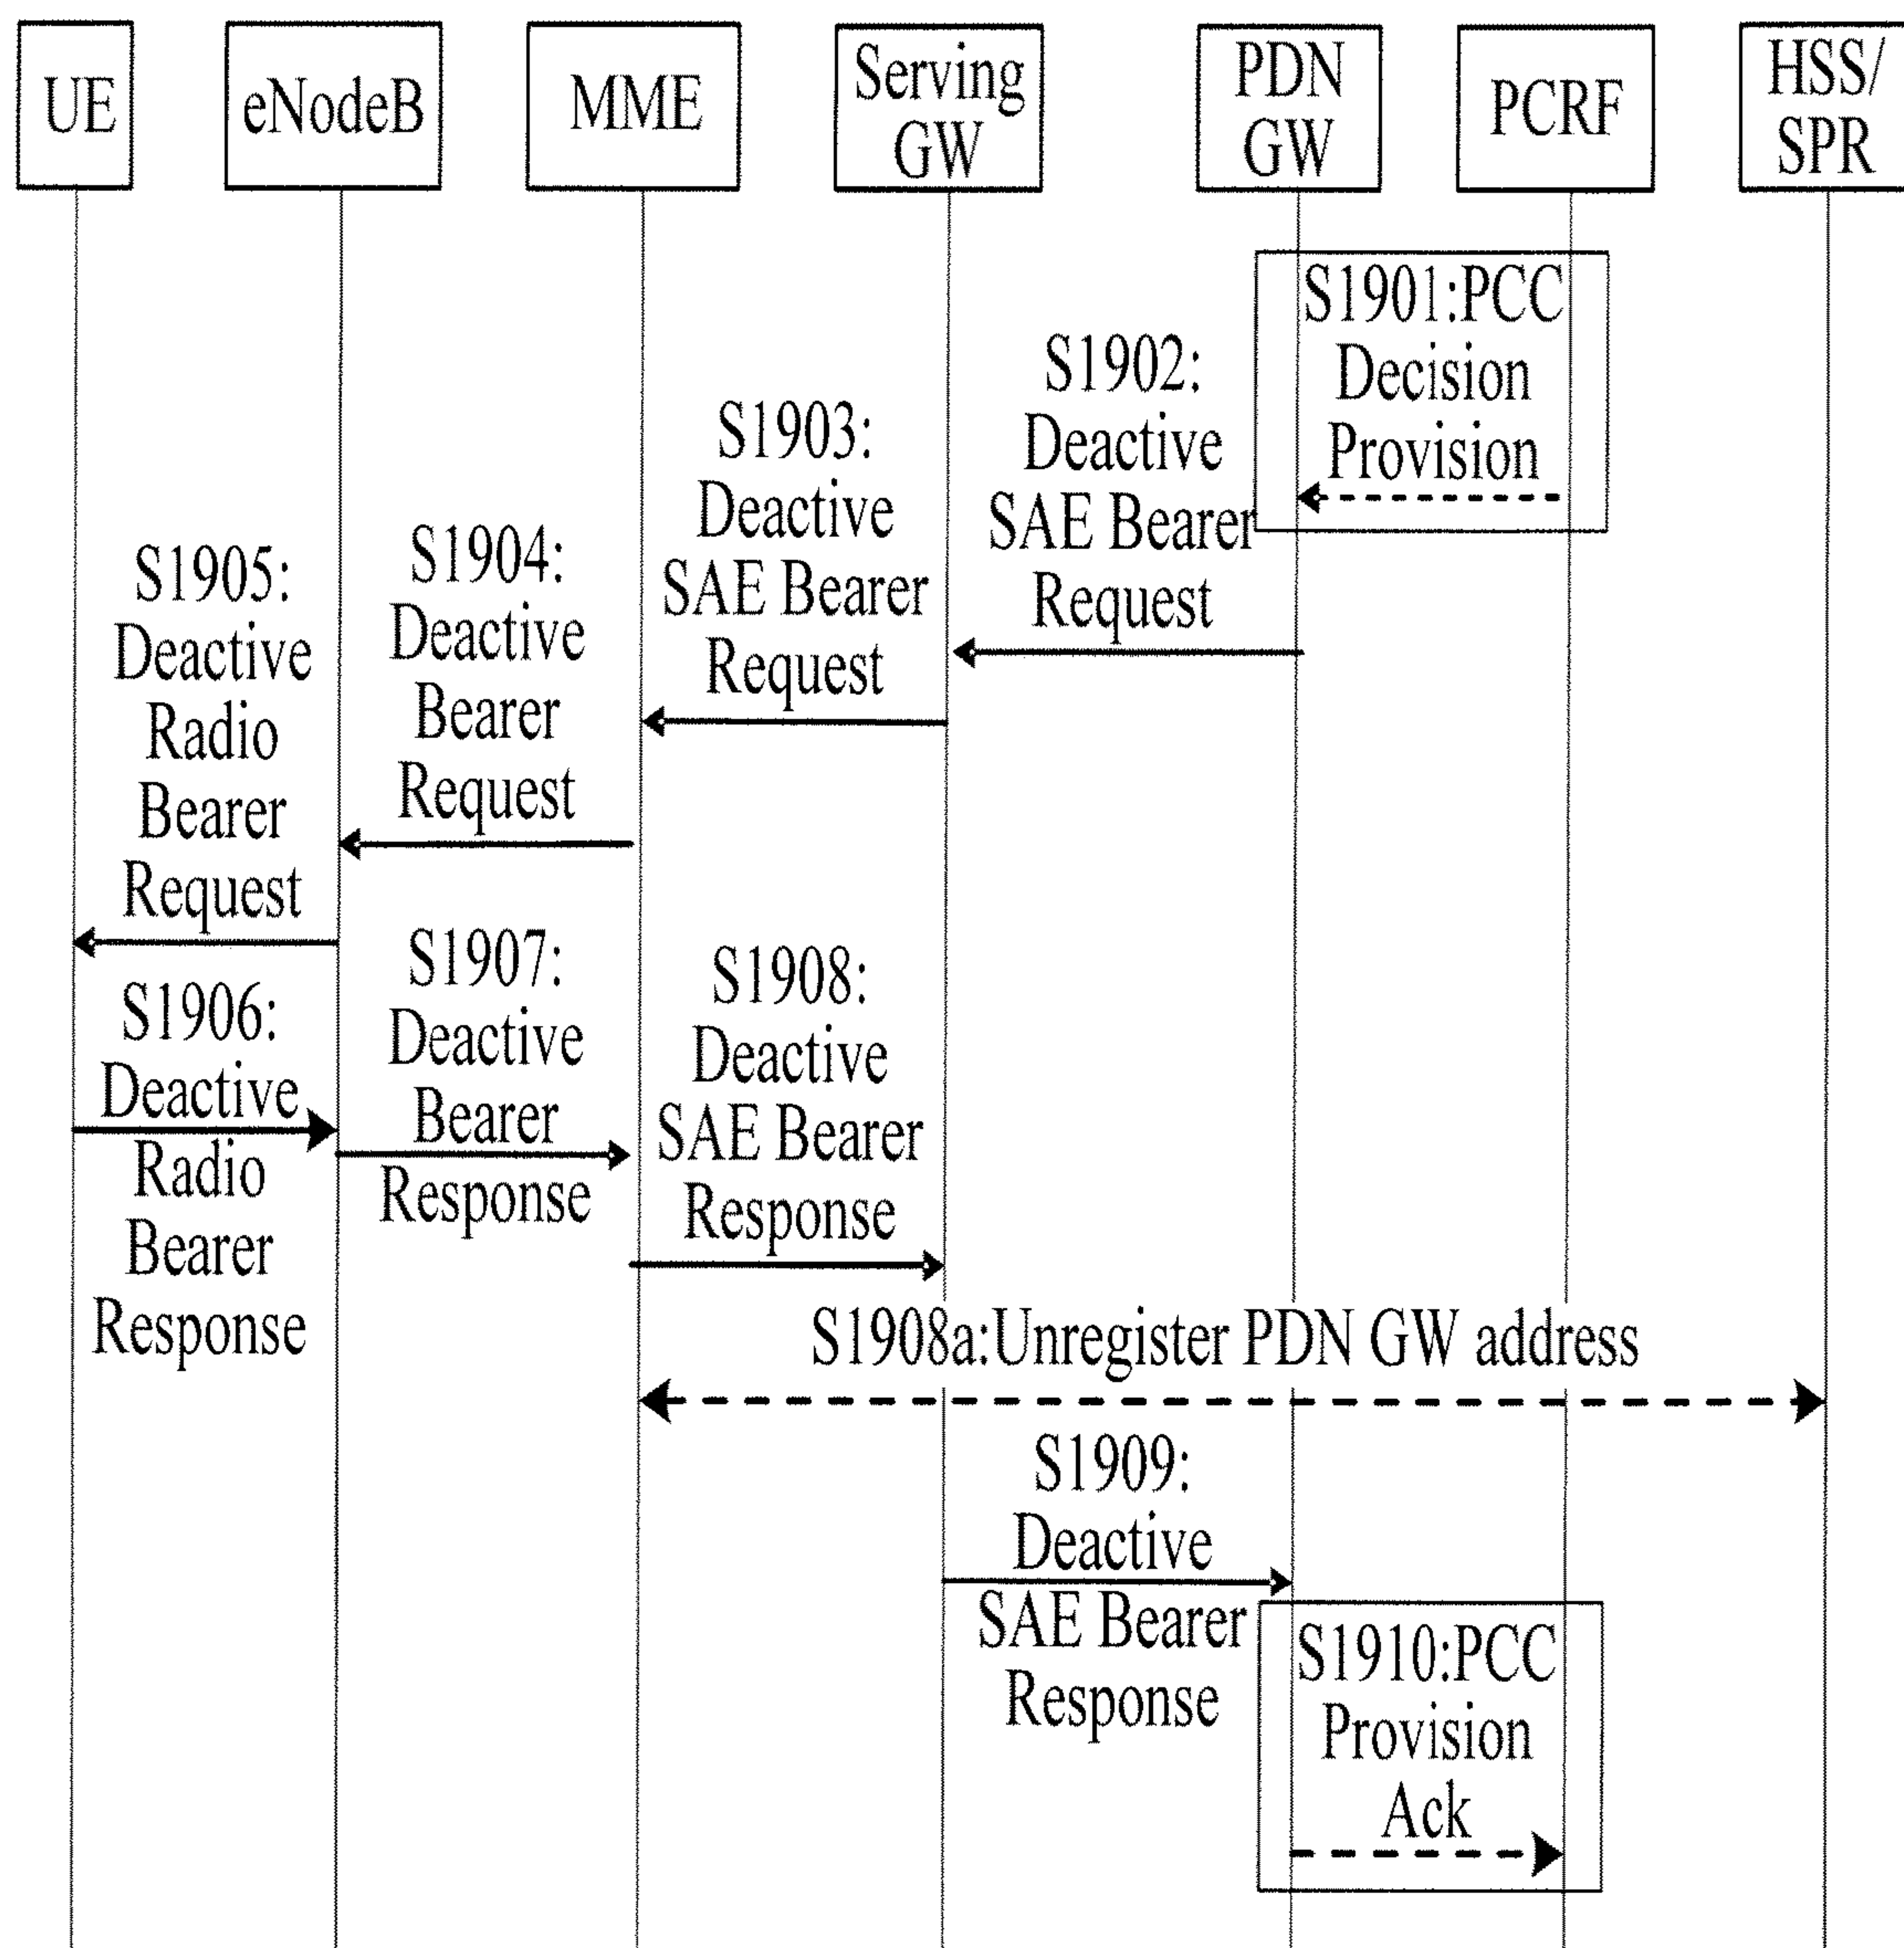 UE
eNodeB
MME
Serving
GW
PDN
GW
PCRF
HSS/
SPR
S1901:PCC
Decision
Provision
S1902:
Deactive
SAE Bearer
Request
S1903:
Deactive
SAE Bearer
Request
S1904:
Deactive
Bearer
Request
S1905:
Deactive
Radio
Bearer
Request
S1906:
Deactive
Radio
Bearer
Response
S1907:
Deactive
Bearer
Response
S1908:
Deactive
SAE Bearer
Response
S1908a:Unregister PDN GW address
S1909:
Deactive
SAE Bearer
Response
S1910:PCC
Provision
Ack